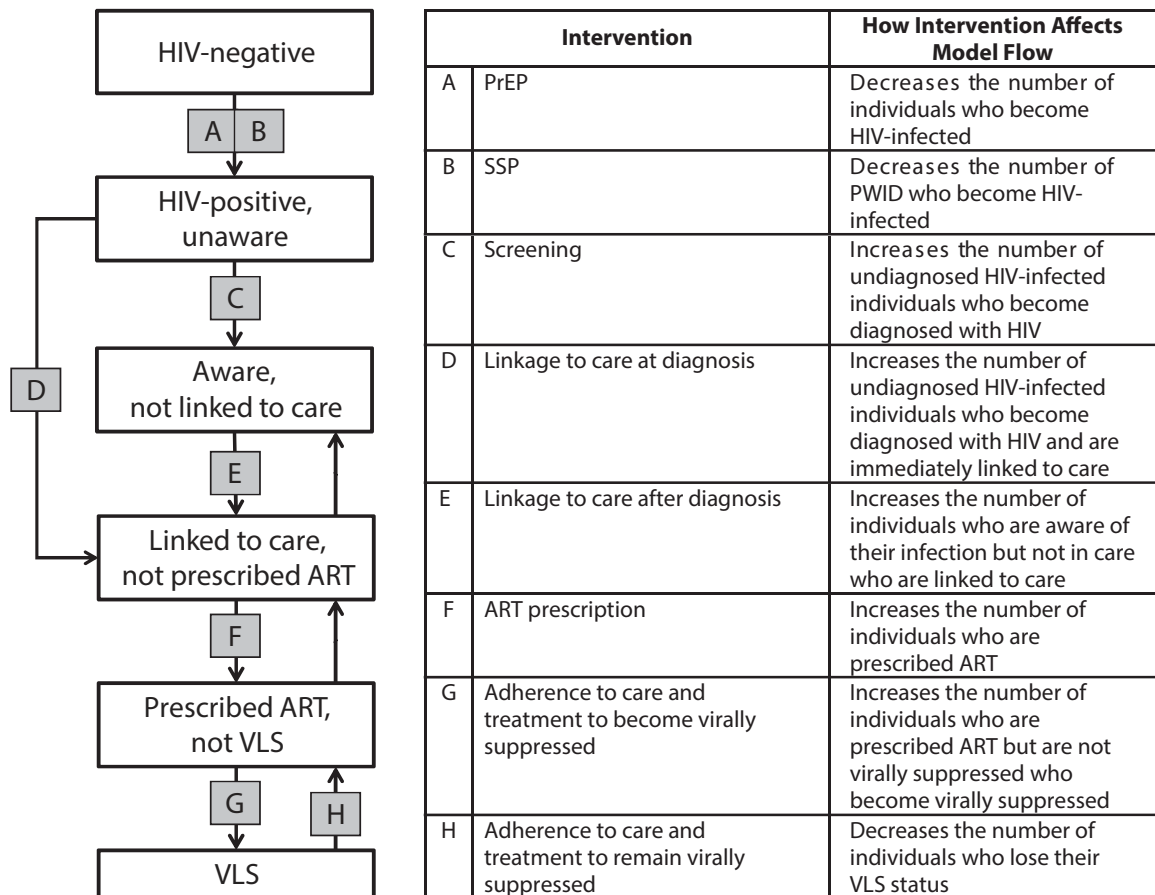 HIV-negative
A B
HIV-positive,
unaware
C
D
Aware,
not linked to care
E
Linked to care,
not prescribed ART
F
Prescribed ART,
not VLS
G
H
VLS
Intervention
How Intervention Affects
Model Flow
A
PrEP
Decreases the number of
individuals who become
HIV-infected
B
SSP
Decreases the number of
PWID who become HIV-
infected
C
Screening
Increases the number of
undiagnosed HIV-infected
individuals who become
diagnosed with HIV
D
Linkage to care at diagnosis
Increases the number of
undiagnosed HIV-infected
individuals who become
diagnosed with HIV and are
immediately linked to care
E
Linkage to care after diagnosis
Increases the number of
individuals who are aware of
their infection but not in care
who are linked to care
F
ART prescription
Increases the number of
individuals who are
prescribed ART
G
Adherence to care and
treatment to become virally
suppressed
Increases the number of
individuals who are
prescribed ART but are not
virally suppressed who
become virally suppressed
H
Adherence to care and
treatment to remain virally
suppressed
Decreases the number of
individuals who lose their
VLS status